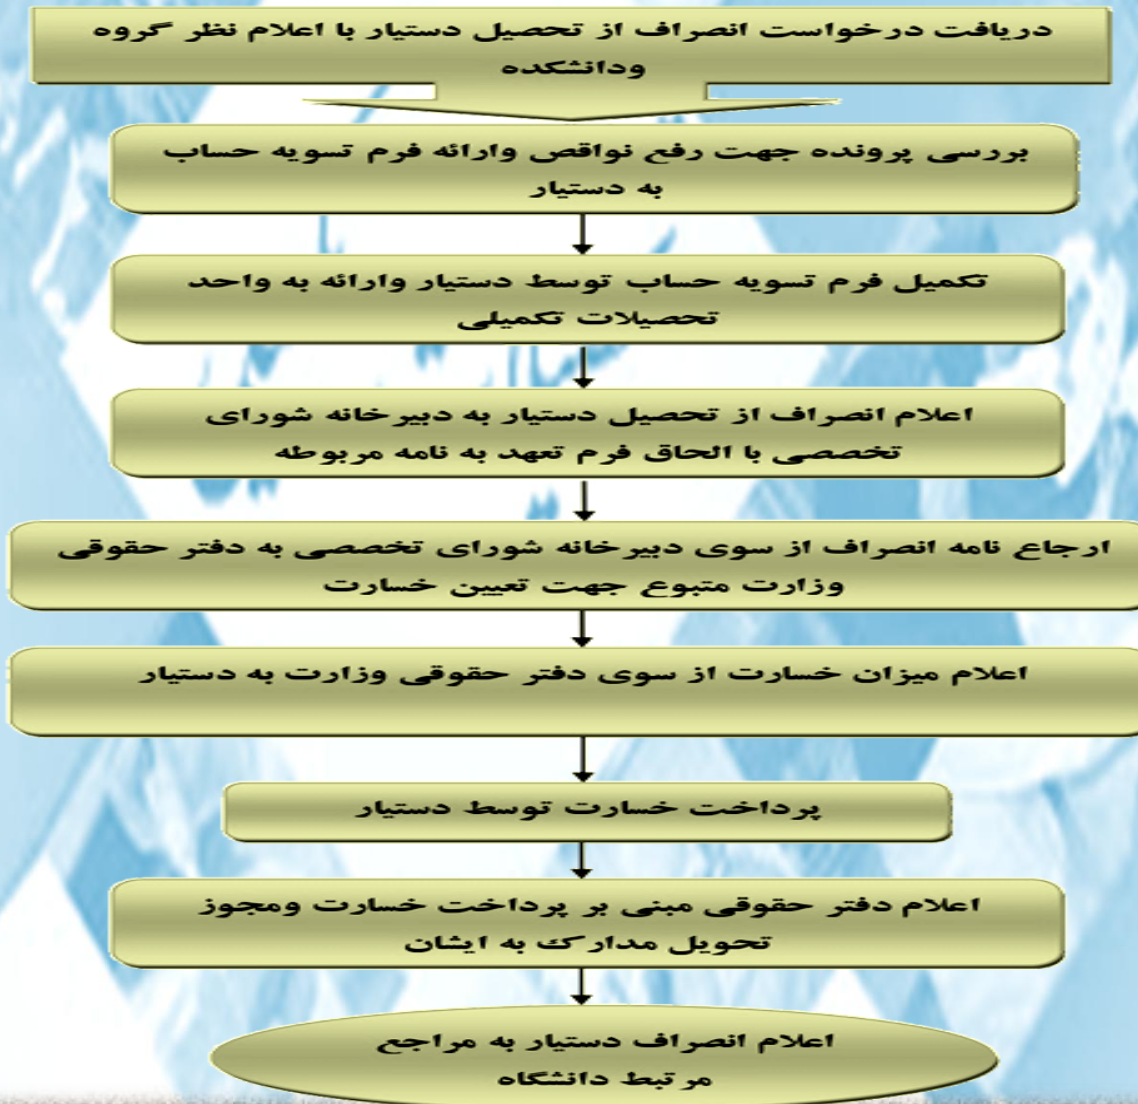 دریافت درخواست انصراف از تحصیل دستیار با اعلام نظر گروه
ودانشکده
بررسی پرونده جهت رفع نواقص وارائه فرم تسویه حساب
به دستیار
تکمیل فرم تسویه حساب توسط دستیار وارائه به واحد
تحصیلات تکمیلی
اعلام انصراف از تحصیل دستیار به دبیرخانه شورای
تخصصی با الحاق فرم تعهد به نامه مربوطه
ارجاع نامه انصراف از سوی دبیرخانه شورای تخصصی به دفتر حقوقی
وزارت متبوع جهت تعیین خسارت
اعلام میزان خسارت از سوی دفتر حقوقی وزارت به دستیار
پرداخت خسارت توسط دستیار
اعلام دفتر حقوقی مبنی بر پرداخت خسارت ومجوز
تحویل مدارک به ایشان
اعلام انصراف دستیار به مراجع
مرتبط دانشگاه